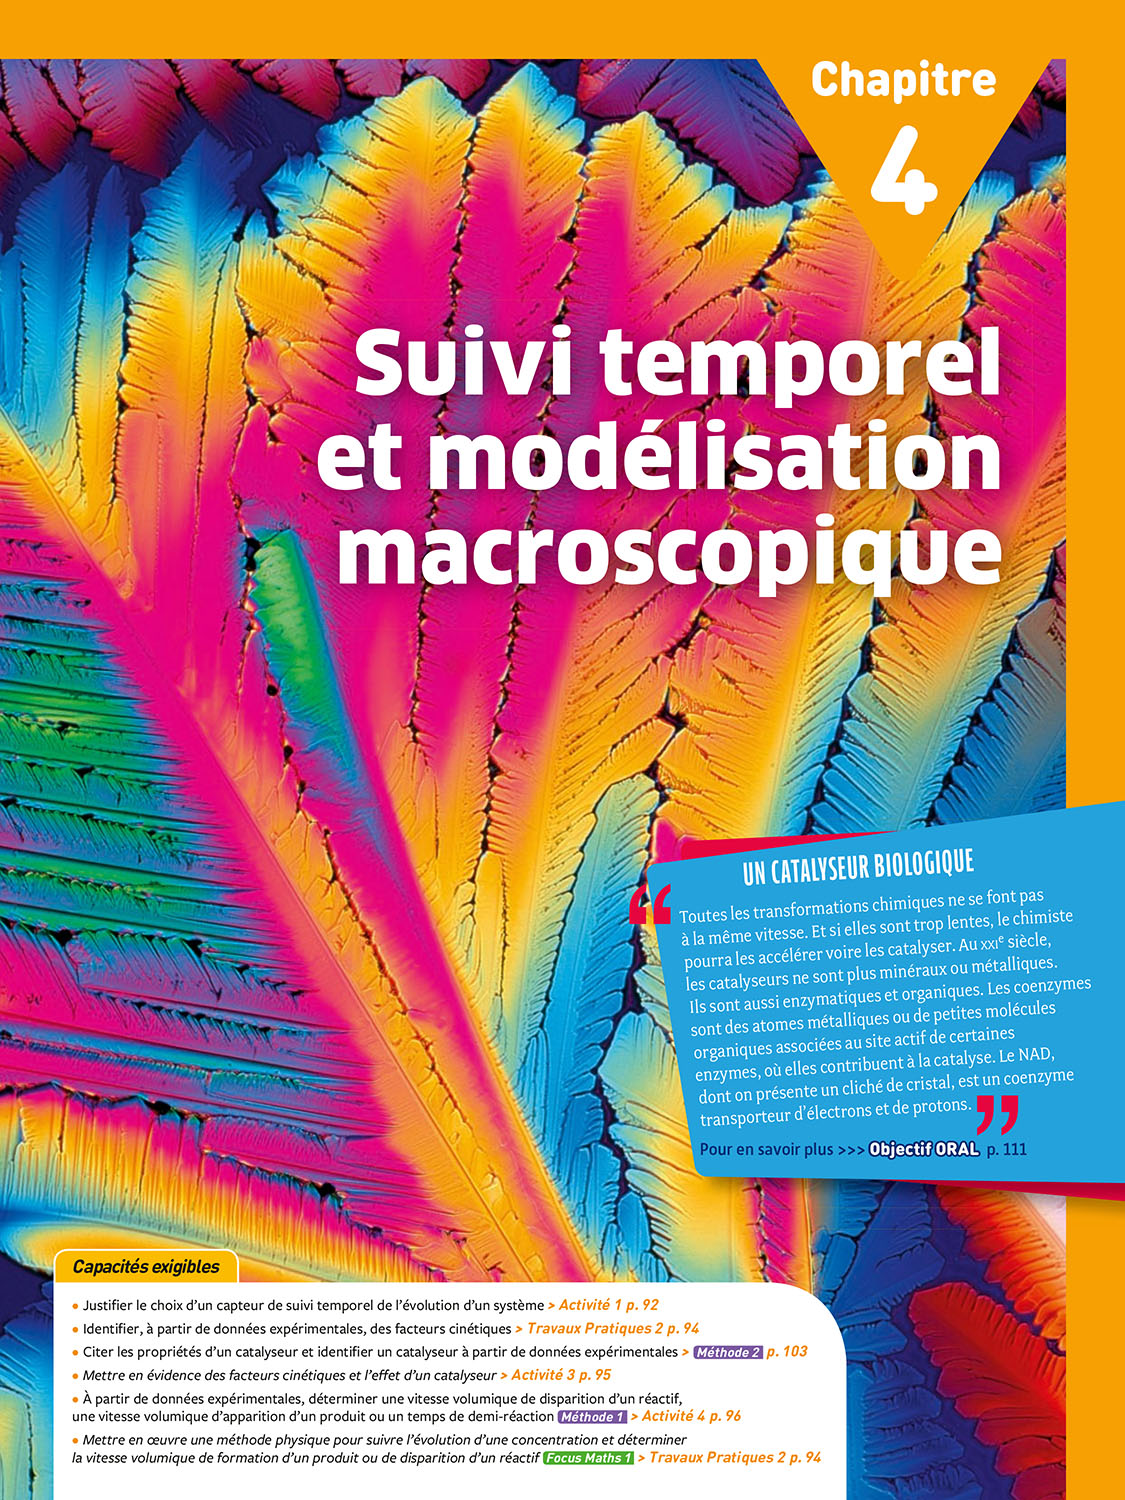 Chapitre
4
Suivi temporel
et modélisation
macroscopique
UN CATALYSEUR BIOLOGIQUE
“ Toutes les transformations chimiques ne se font pas
à la même vitesse. Et si elles sont trop lentes, le chimiste
pourra les accélérer voire les catalyser. Au XXIe siècle,
les catalyseurs ne sont plus minéraux ou métalliques.
Ils sont aussi enzymatiques et organiques. Les coenzymes
sont des atomes métalliques ou de petites molécules
organiques associées au site actif de certaines
enzymes, où elles contribuent à la catalyse. Le NAD,
dont on présente un cliché de cristal, est un coenzyme
transporteur d’électrons et de protons. ”
Pour en savoir plus >>> Objectif ORAL p. 111
Capacités exigibles
• Justifier le choix d’un capteur de suivi temporel de l’évolution d’un système > Activité 1 p. 92
• Identifier, à partir de données expérimentales, des facteurs cinétiques > Travaux Pratiques 2 p. 94
• Citer les propriétés d’un catalyseur et identifier un catalyseur à partir de données expérimentales > Méthode 2 p. 103
• Mettre en évidence des facteurs cinétiques et l’effet d’un catalyseur > Activité 3 p. 95
• À partir de données expérimentales, déterminer une vitesse volumique de disparition d’un réactif,
une vitesse volumique d’apparition d’un produit ou un temps de demi-réaction Méthode 1 > Activité 4 p. 96
• Mettre en œuvre une méthode physique pour suivre l’évolution d’une concentration et déterminer
la vitesse volumique de formation d’un produit ou de disparition d’un réactif Focus Maths 1 > Travaux Pratiques 2 p. 94